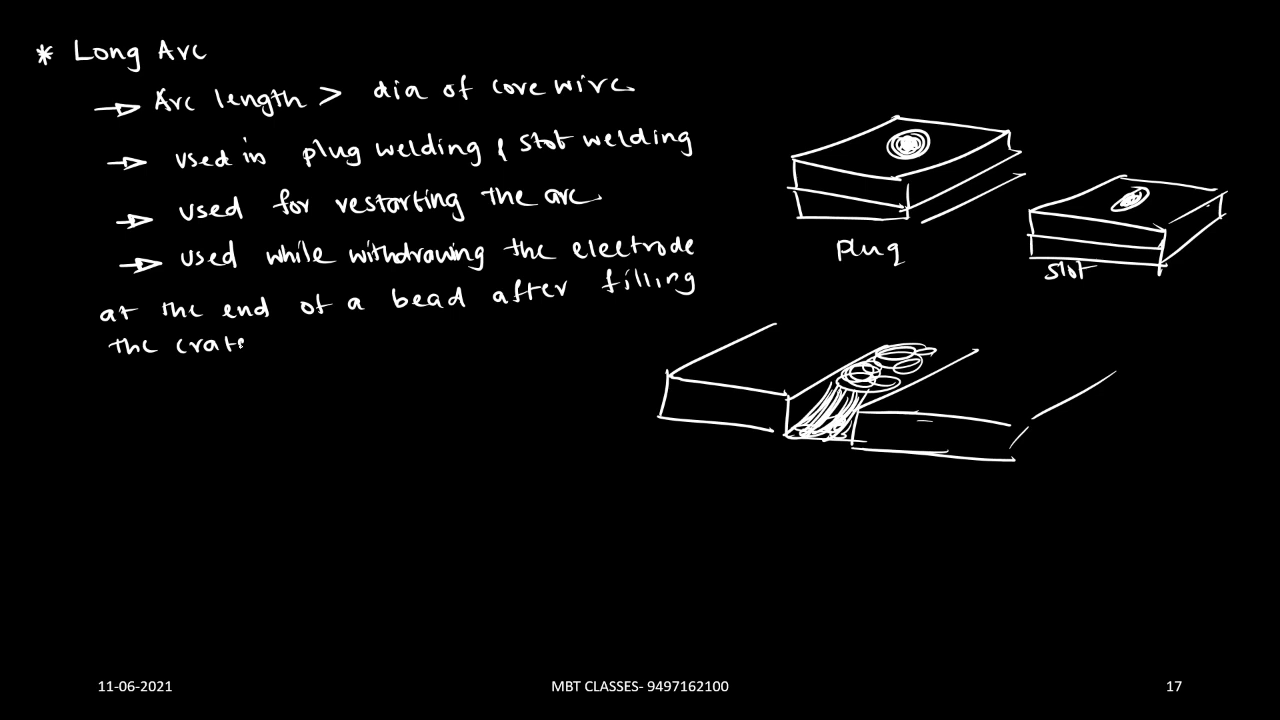 * Long Arc
→ Arc length > dia of core wire
→ used in plug welding & slot welding
→ used for restarting the arc
→ used while withdrawing the electrode
at the end of a bead after filling
the crate
plug
slot
11-06-2021 MBT CLASSES- 9497162100 17